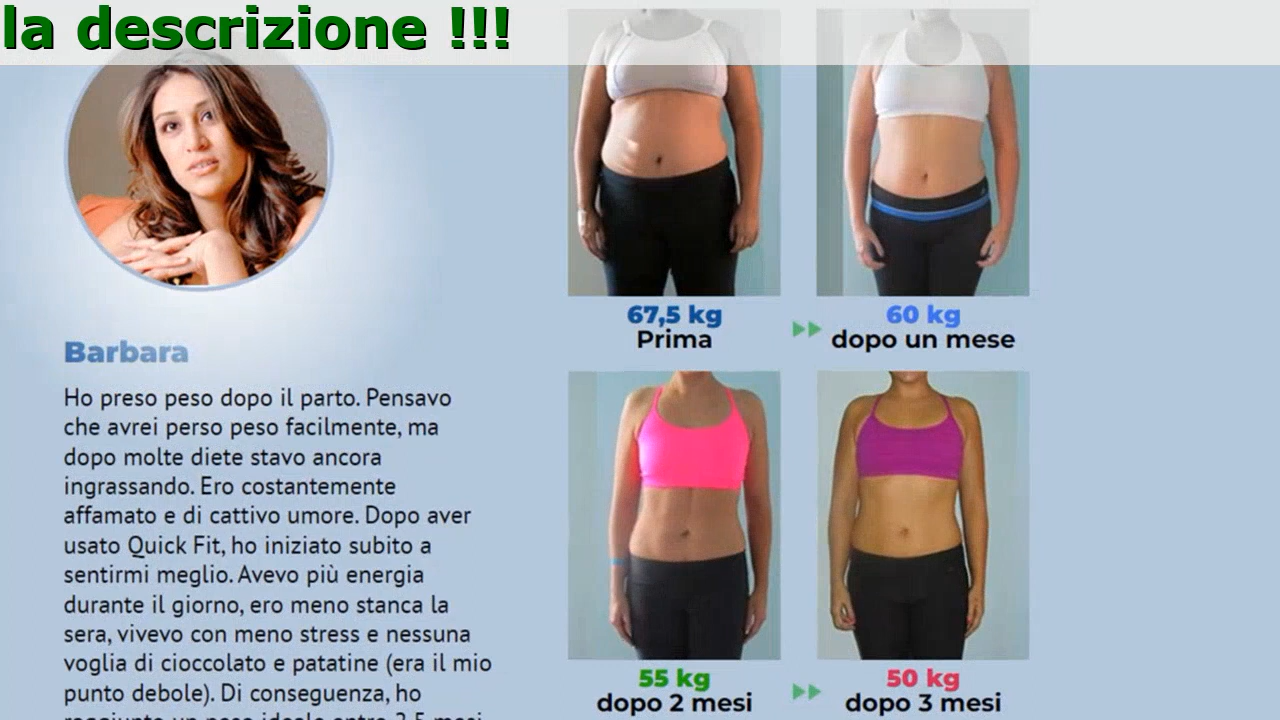 la descrizione !!!
Barbara
Ho preso peso dopo il parto. Pensavo
che avrei perso peso facilmente, ma
dopo molte diete stavo ancora
ingrassando. Ero costantemente
affamato e di cattivo umore. Dopo aver
usato Quick Fit, ho iniziato subito a
sentirmi meglio. Avevo più energia
durante il giorno, ero meno stanca la
sera, vivevo con meno stress e nessuna
voglia di cioccolato e patatine (era il mio
punto debole). Di conseguenza, ho
67,5 kg
Prima
60 kg
dopo un mese
55 kg
dopo 2 mesi
50 kg
dopo 3 mesi